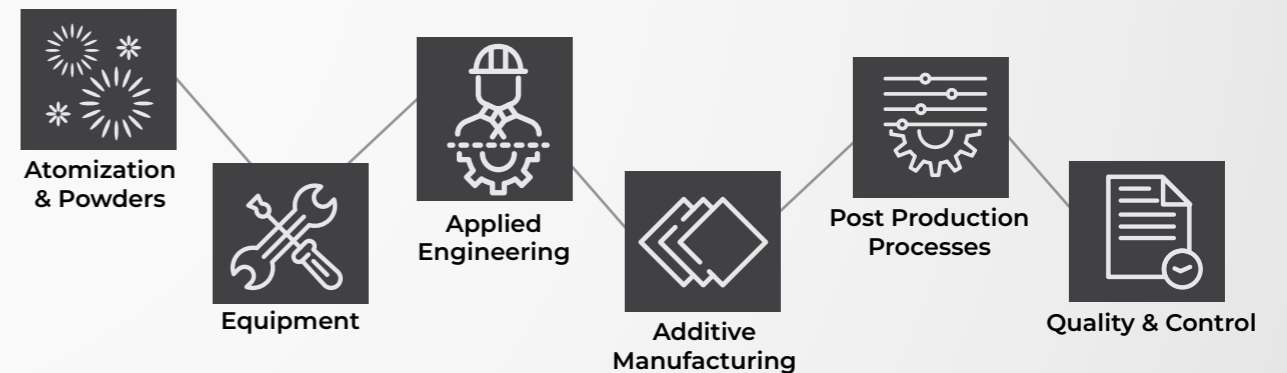 Atomization
& Powders
Equipment
Applied
Engineering
Additive
Manufacturing
Post Production
Processes
Quality & Control